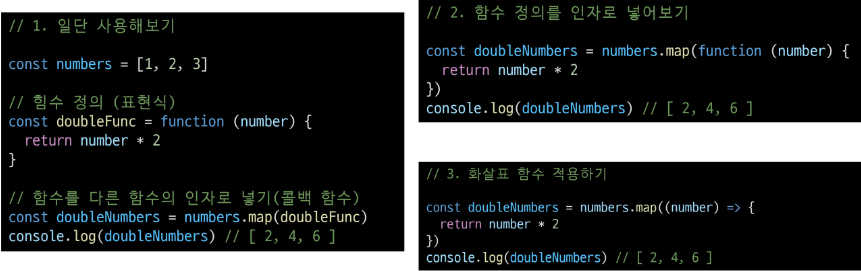 // 1. 일단 사용해보기
const numbers = [1, 2, 3]
// 힘수 정의 (표현식)
const doubleFunc = function (number) {
return number * 2
}
// 함수를 다른 함수의 인자로 넣기(콜백 함수)
const doubleNumbers = numbers.map(doubleFunc)
console.log(doubleNumbers) // [ 2, 4, 6 ]
// 2. 함수 정의를 인자로 넣어보기
const doubleNumbers = numbers.map(function (number) {
return number * 2
})
console.log(doubleNumbers) // [ 2, 4, 6 ]
// 3. 화살표 함수 적용하기
const doubleNumbers = numbers.map((number) => {
return number * 2
})
console.log(doubleNumbers) // [ 2, 4, 6 ]